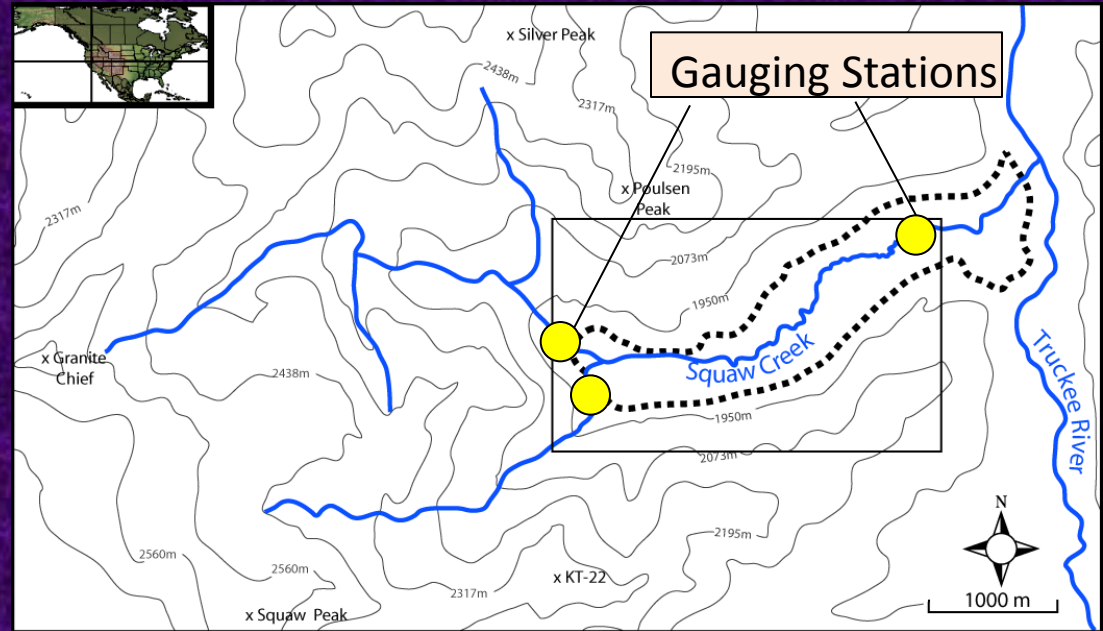 x Silver Peak
Gauging Stations
2438m
2317m
2195m
x Poulsen
Peak
2317m
2073m
1950m
x Granite
Chief
Squaw Creek
Truckee River
2438m
1950m
2073m
N
2195m
2560m
2560m
x KT-22
2317m
1000 m
x Squaw Peak